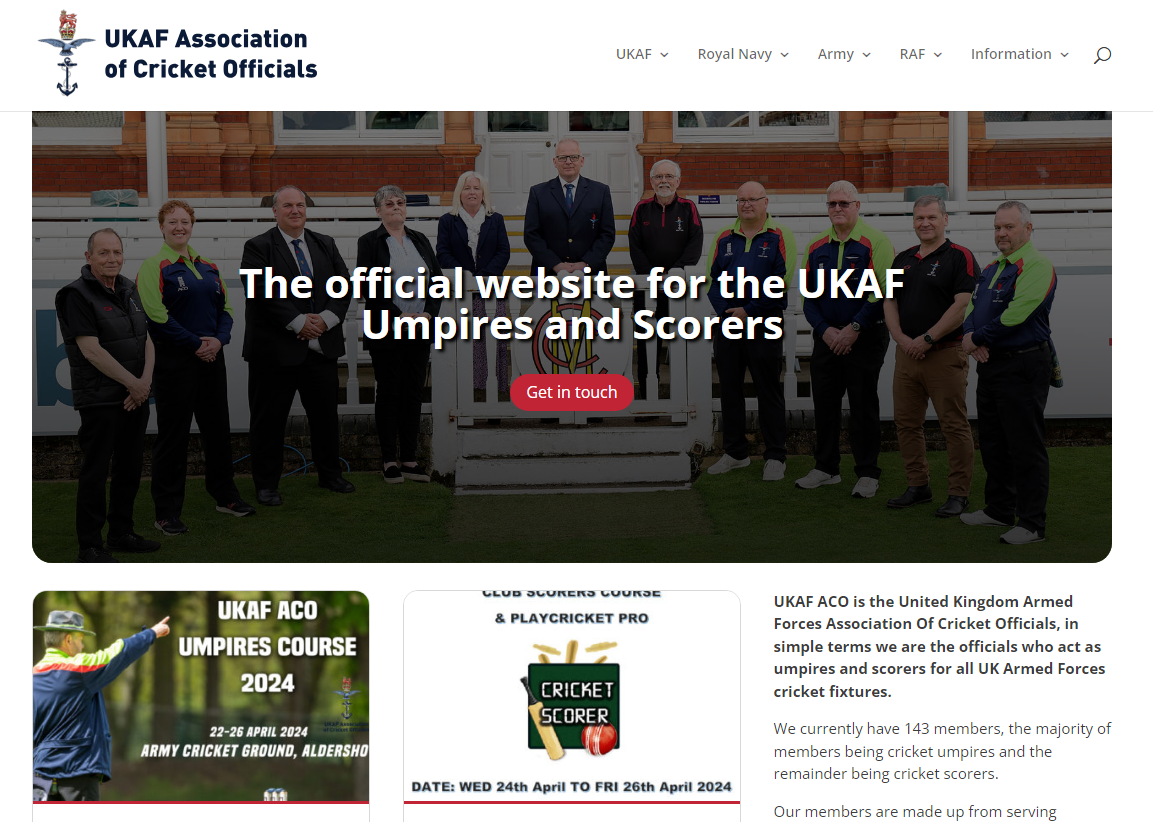 UKAF Association
of Cricket Officials
UKAF
Royal Navy
Army
RAF
Information
The official website for the UKAF
Umpires and Scorers
Get in touch
UKAF ACO
UMPIRES COURSE
2024
22-26 APRIL 2024
ARMY CRICKET GROUND, ALDERSHO
CLUB SCORERS COURSE
& PLAYCRICKET PRO
CRICKET
SCORER
DATE: WED 24th April TO FRI 26th April 2024
UKAF ACO is the United Kingdom Armed
Forces Association Of Cricket Officials, in
simple terms we are the officials who act as
umpires and scorers for all UK Armed Forces
cricket fixtures.
We currently have 143 members, the majority of
members being cricket umpires and the
remainder being cricket scorers.
Our members are made up from serving